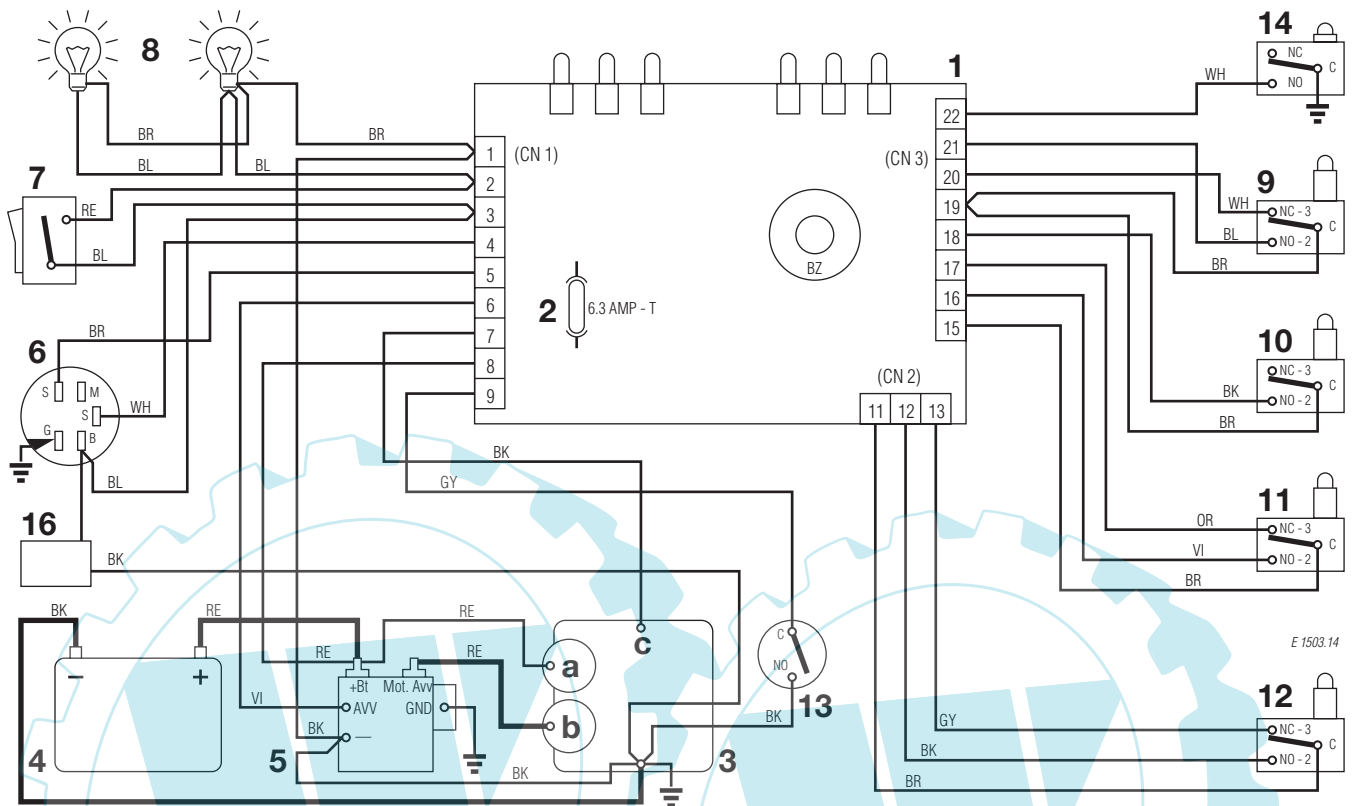 8
1
14
NC
C
NO
WH
BR
BR
BL
BL
1
(CN 1)
2
3
4
5
6
7
8
9
22
21
20
19
18
17
16
15
(CN 3)
BZ
2
6.3 AMP - T
(CN 2)
11
12
13
7
RE
BL
9
WH
NC - 3
C
BL
NO - 2
BR
6
BR
S
M
S
WH
G
B
BL
10
NC - 3
C
BK
NO - 2
BR
BK
GY
16
BK
11
OR
NC - 3
C
VI
NO - 2
BR
E 1503.14
BK
RE
−
+
4
RE
RE
RE
+Bt
Mot. Avv
VI
AVV
GND
BK
—
5
BK
a
b
c
3
C
NO
13
BK
12
GY
NC - 3
C
BK
NO - 2
BR